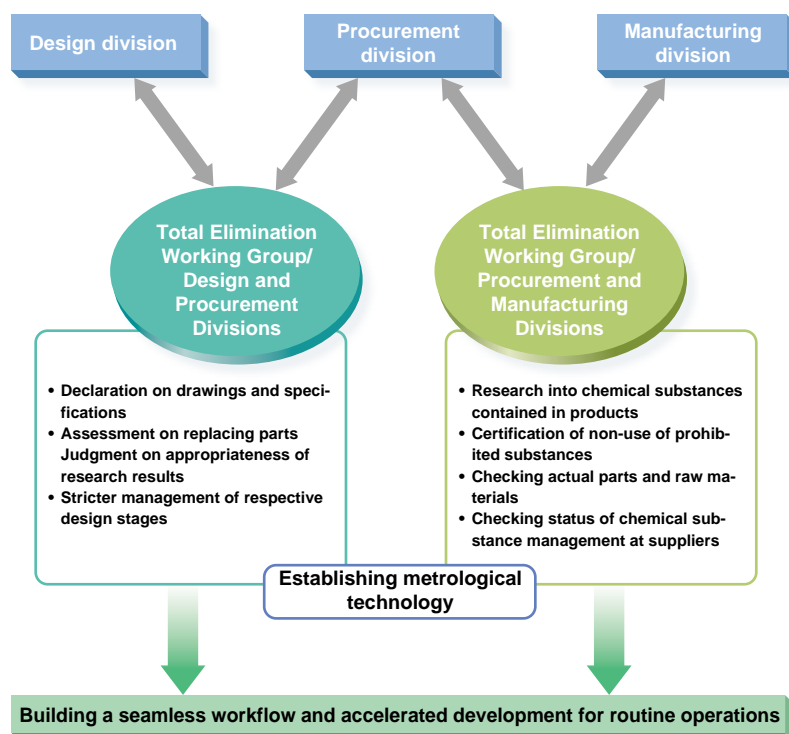 Design division
Procurement
division
Manufacturing
division
Total Elimination
Working Group/
Design and
Procurement
Divisions
Total Elimination
Working Group/
Procurement and
Manufacturing
Divisions
• Declaration on drawings and speci-
fications
• Assessment on replacing parts
Judgment on appropriateness of
research results
• Stricter management of respective
design stages
• Research into chemical substances
contained in products
• Certification of non-use of prohib-
ited substances
• Checking actual parts and raw ma-
terials
• Checking status of chemical sub-
stance management at suppliers
Establishing metrological
technology
Building a seamless workflow and accelerated development for routine operations